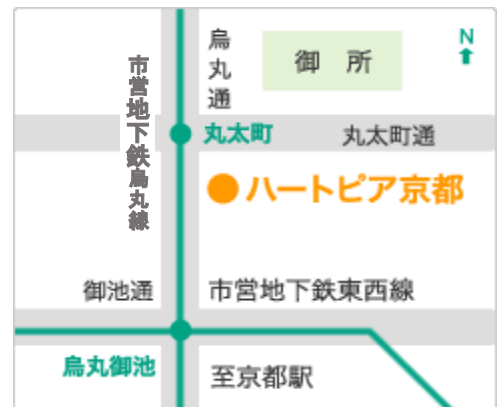 N
烏丸通
御所
市営地下鉄烏丸線
丸太町
丸太町通
ハートピア京都
御池通
市営地下鉄東西線
烏丸御池
至京都駅